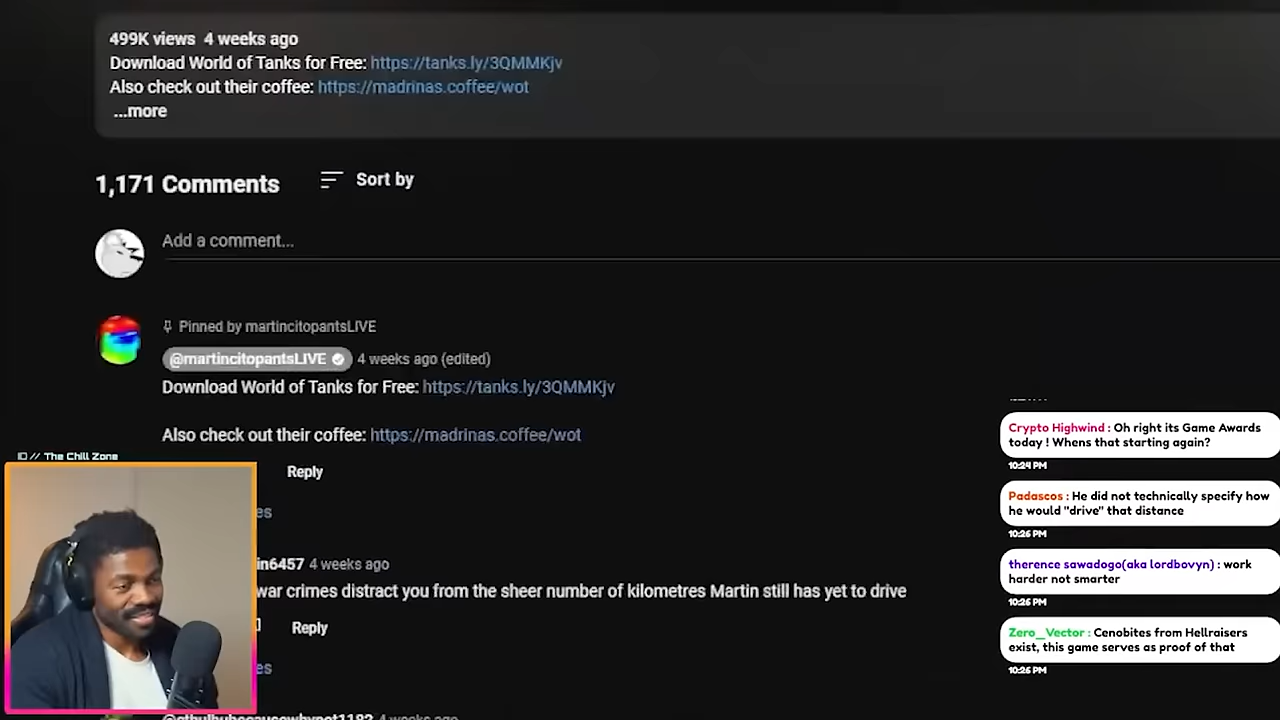 499K views 4 weeks ago
Download World of Tanks for Free: https://tanks.ly/3QMMKjv
Also check out their coffee: https://madrinas.coffee/wot
...more
1,171 Comments
Sort by
Add a comment...
Pinned by martincitopantsLIVE
@martincitopantsLIVE 4 weeks ago (edited)
Download World of Tanks for Free: https://tanks.ly/3QMMKjv
Also check out their coffee: https://madrinas.coffee/wot
// The Chill Zone
Reply
es
in6457 4 weeks ago
war crimes distract you from the sheer number of kilometres Martin still has yet to drive
Reply
es
4 weeks ago
Crypto Highwind : Oh right its Game Awards
today ! Whens that starting again?
10:24 PM
Padascos : He did not technically specify how
he would "drive" that distance
10:26 PM
therence sawadogo(aka lordbovyn) : work
harder not smarter
10:26 PM
Zero_Vector : Cenobites from Hellraisers
exist, this game serves as proof of that
10:26 PM